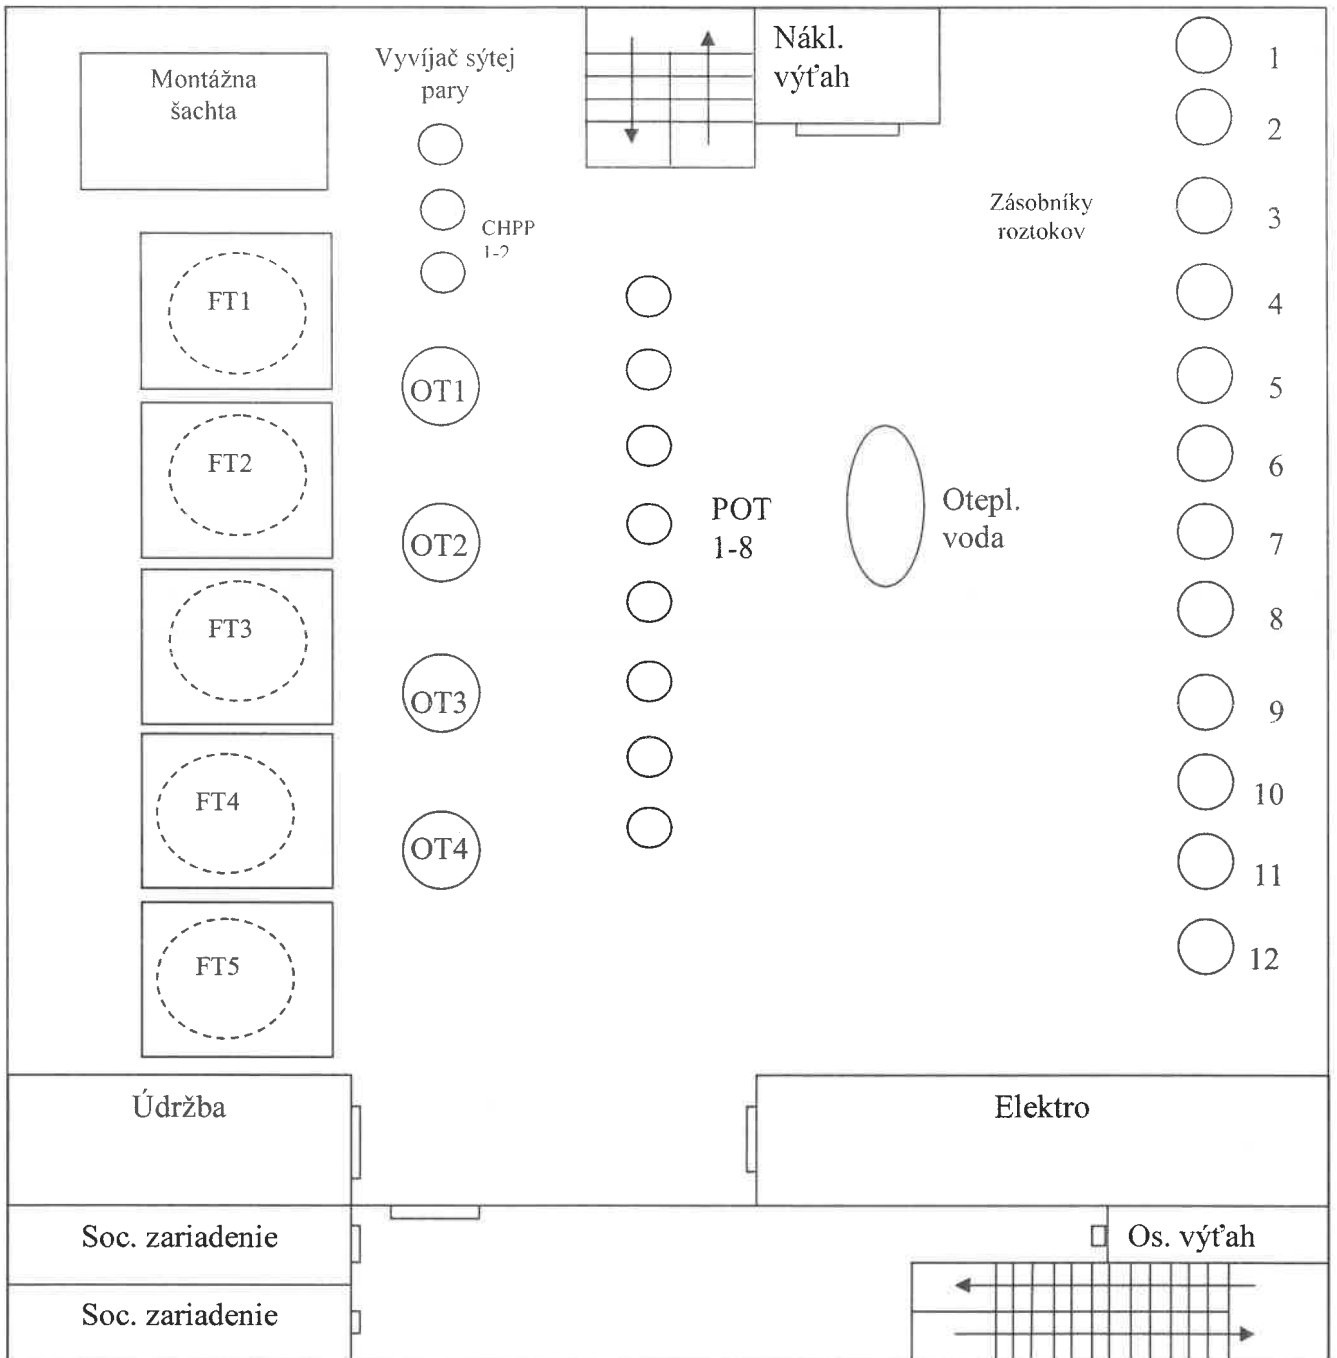 Montážna
šachta
Vyvíjač sýtej
pary
Nákl.
výťah
1
2
Zásobníky
roztokov
3
CHPP
1-2
FT1
4
OT1
5
FT2
6
POT
1-8
Otepl.
voda
OT2
7
FT3
8
OT3
9
FT4
10
OT4
11
FT5
12
Údržba
Elektro
Soc. zariadenie
Os. výťah
Soc. zariadenie